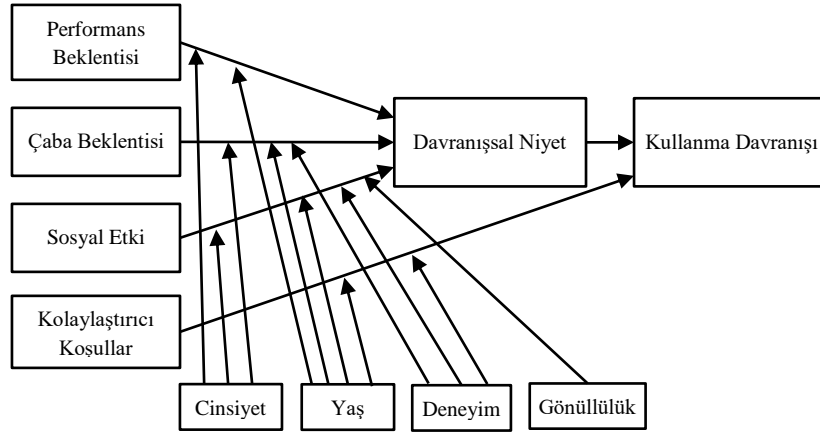 Performans
Beklentisi
Çaba Beklentisi
Davranışsal Niyet
Kullanma Davranışı
Sosyal Etki
Kolaylaştırıcı
Koşullar
Cinsiyet
Yaş
Deneyim
Gönüllülük